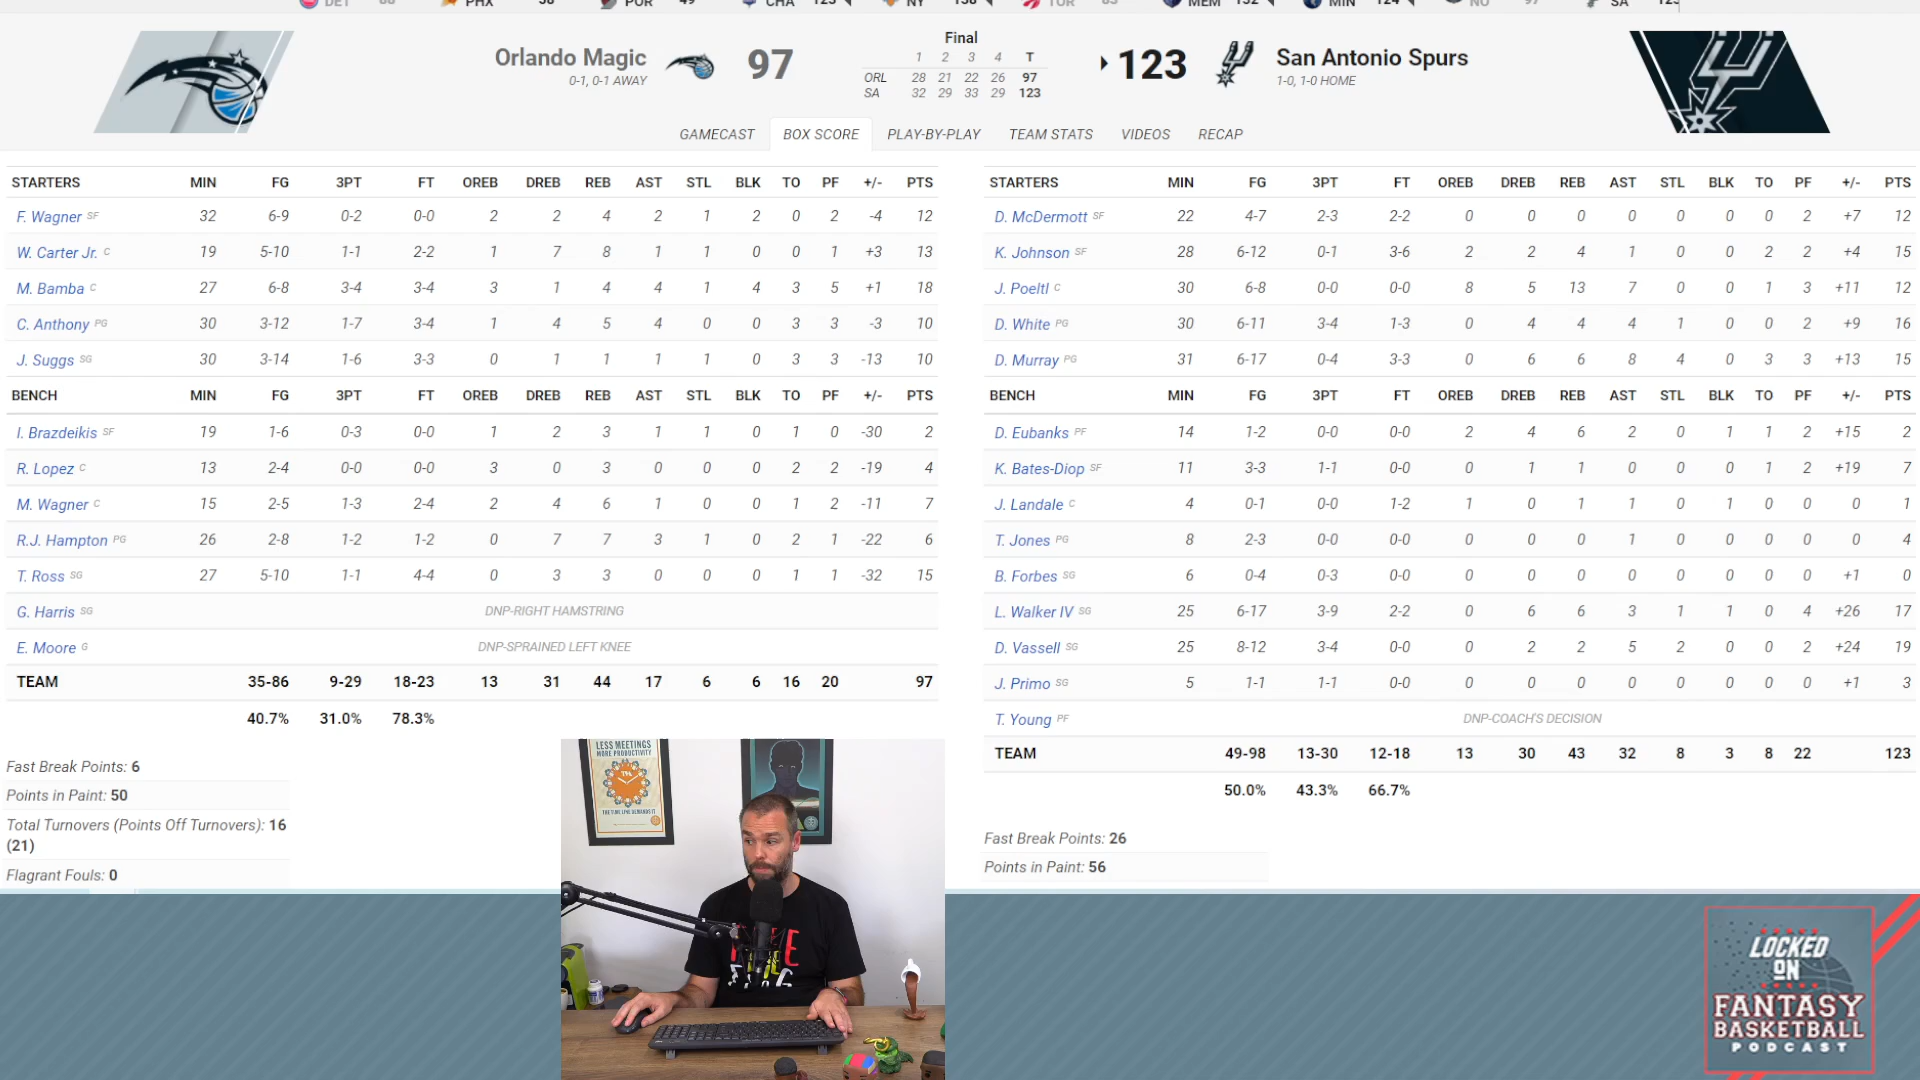 DET PHX 58 POR 49 CHA 123 NY 138 TOR 83 MEM 132 MIN 124 NO 97 SA 123
Final
Orlando Magic 97 1 2 3 4 T 123 San Antonio Spurs
0-1, 0-1 AWAY ORL 28 21 22 26 97 1-0, 1-0 HOME
SA 32 29 33 29 123
GAMECAST BOX SCORE PLAY-BY-PLAY TEAM STATS VIDEOS RECAP
STARTERS MIN FG 3PT FT OREB DREB REB AST STL BLK TO PF +/- PTS
F. Wagner SF 32 6-9 0-2 0-0 2 2 4 2 1 2 0 2 -4 12
W. Carter Jr. C 19 5-10 1-1 2-2 1 7 8 1 1 0 0 1 +3 13
M. Bamba C 27 6-8 3-4 3-4 3 1 4 4 1 4 3 5 +1 18
C. Anthony PG 30 3-12 1-7 3-4 1 4 5 4 0 0 3 3 -3 10
J. Suggs SG 30 3-14 1-6 3-3 0 1 1 1 1 0 3 3 -13 10
BENCH MIN FG 3PT FT OREB DREB REB AST STL BLK TO PF +/- PTS
I. Brazdeikis SF 19 1-6 0-3 0-0 1 2 3 1 1 0 1 0 -30 2
R. Lopez C 13 2-4 0-0 0-0 3 0 3 0 0 0 2 2 -19 4
M. Wagner C 15 2-5 1-3 2-4 2 4 6 1 0 0 1 2 -11 7
R.J. Hampton PG 26 2-8 1-2 1-2 0 7 7 3 1 0 2 1 -22 6
T. Ross SG 27 5-10 1-1 4-4 0 3 3 0 0 0 1 1 -32 15
G. Harris SG DNP-RIGHT HAMSTRING
E. Moore G DNP-SPRAINED LEFT KNEE
TEAM 35-86 9-29 18-23 13 31 44 17 6 6 16 20 97
40.7% 31.0% 78.3%
Fast Break Points: 6
Points in Paint: 50
Total Turnovers (Points Off Turnovers): 16
(21)
Flagrant Fouls: 0
STARTERS MIN FG 3PT FT OREB DREB REB AST STL BLK TO PF +/- PTS
D. McDermott SF 22 4-7 2-3 2-2 0 0 0 0 0 0 0 2 +7 12
K. Johnson SF 28 6-12 0-1 3-6 2 2 4 1 0 0 2 2 +4 15
J. Poeltl C 30 6-8 0-0 0-0 8 5 13 7 0 0 1 3 +11 12
D. White PG 30 6-11 3-4 1-3 0 4 4 4 1 0 0 2 +9 16
D. Murray PG 31 6-17 0-4 3-3 0 6 6 8 4 0 3 3 +13 15
BENCH MIN FG 3PT FT OREB DREB REB AST STL BLK TO PF +/- PTS
D. Eubanks PF 14 1-2 0-0 0-0 2 4 6 2 0 1 1 2 +15 2
K. Bates-Diop SF 11 3-3 1-1 0-0 0 1 1 0 0 0 1 2 +19 7
J. Landale C 4 0-1 0-0 1-2 1 0 1 1 0 1 0 0 0 1
T. Jones PG 8 2-3 0-0 0-0 0 0 0 1 0 0 0 0 0 4
B. Forbes SG 6 0-4 0-3 0-0 0 0 0 0 0 0 0 0 +1 0
L. Walker IV SG 25 6-17 3-9 2-2 0 6 6 3 1 1 0 4 +26 17
D. Vassell SG 25 8-12 3-4 0-0 0 2 2 5 2 0 0 2 +24 19
J. Primo SG 5 1-1 1-1 0-0 0 0 0 0 0 0 0 0 +1 3
T. Young PF DNP-COACH'S DECISION
TEAM 49-98 13-30 12-18 13 30 43 32 8 3 8 22 123
50.0% 43.3% 66.7%
Fast Break Points: 26
Points in Paint: 56
LESS MEETINGS
MORE PRODUCTIVITY
LOCKED
ON
FANTASY
BASKETBALL
PODCAST